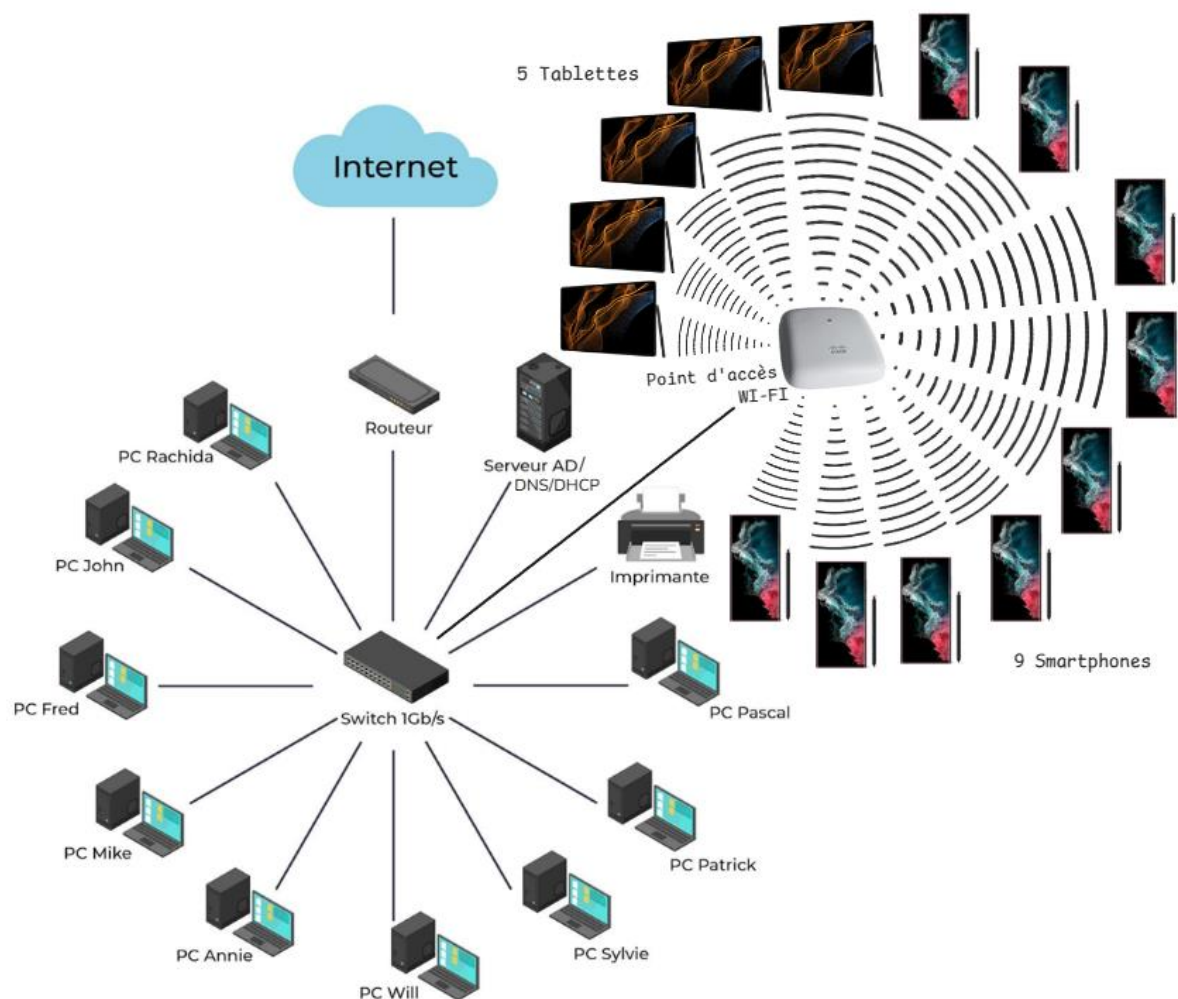 5 Tablettes
Internet
Point d'accès
WI-FI
Routeur
Serveur AD/
DNS/DHCP
PC Rachida
Imprimante
PC John
9 Smartphones
PC Fred
Switch 1Gb/s
PC Pascal
PC Mike
PC Patrick
PC Annie
PC Sylvie
PC Will